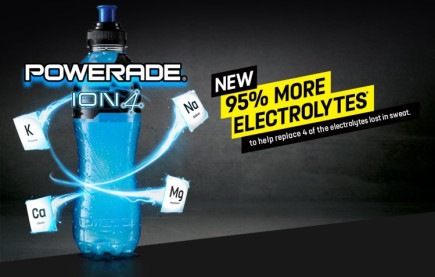 POWERADE
ION4
NEW
95% MORE
ELECTROLYTES*
to help replace 4 of the electrolytes lost in sweat.
K
Na
Ca
Mg